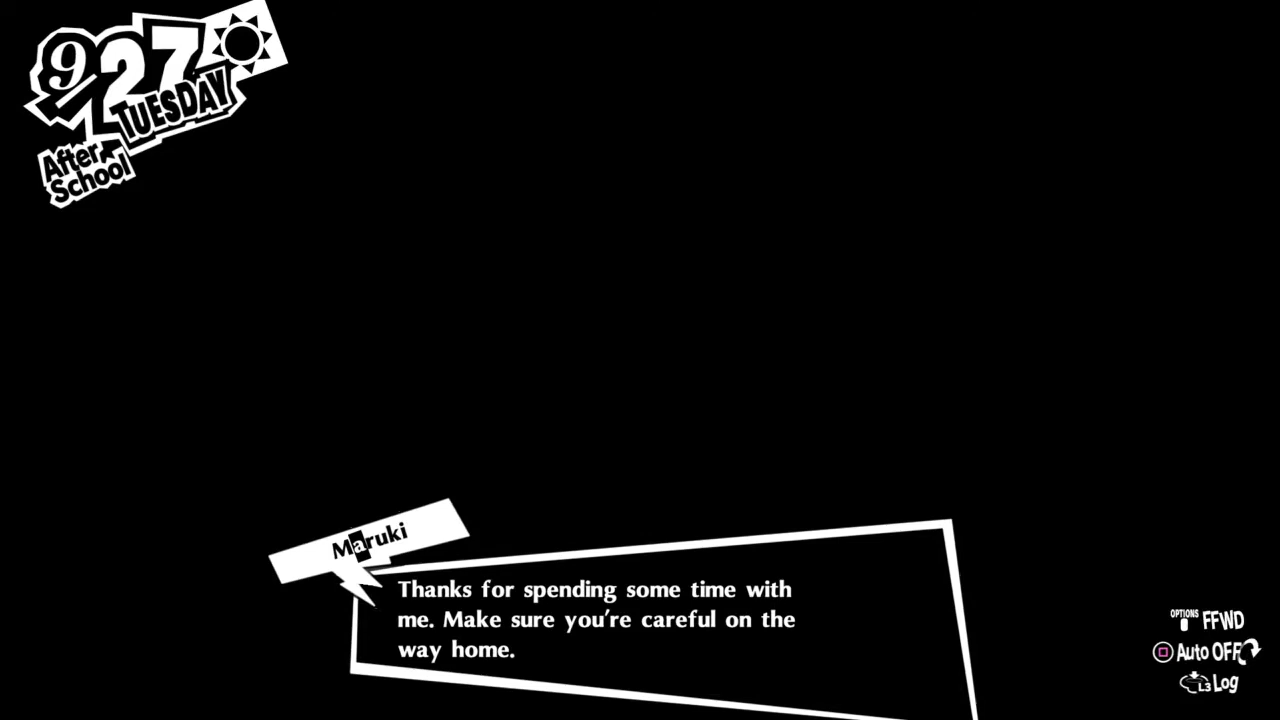 9/27
TUESDAY
After
School
Maruki
Thanks for spending some time with
me. Make sure you're careful on the
way home.
OPTIONS FFWD
Auto OFF
L3 Log